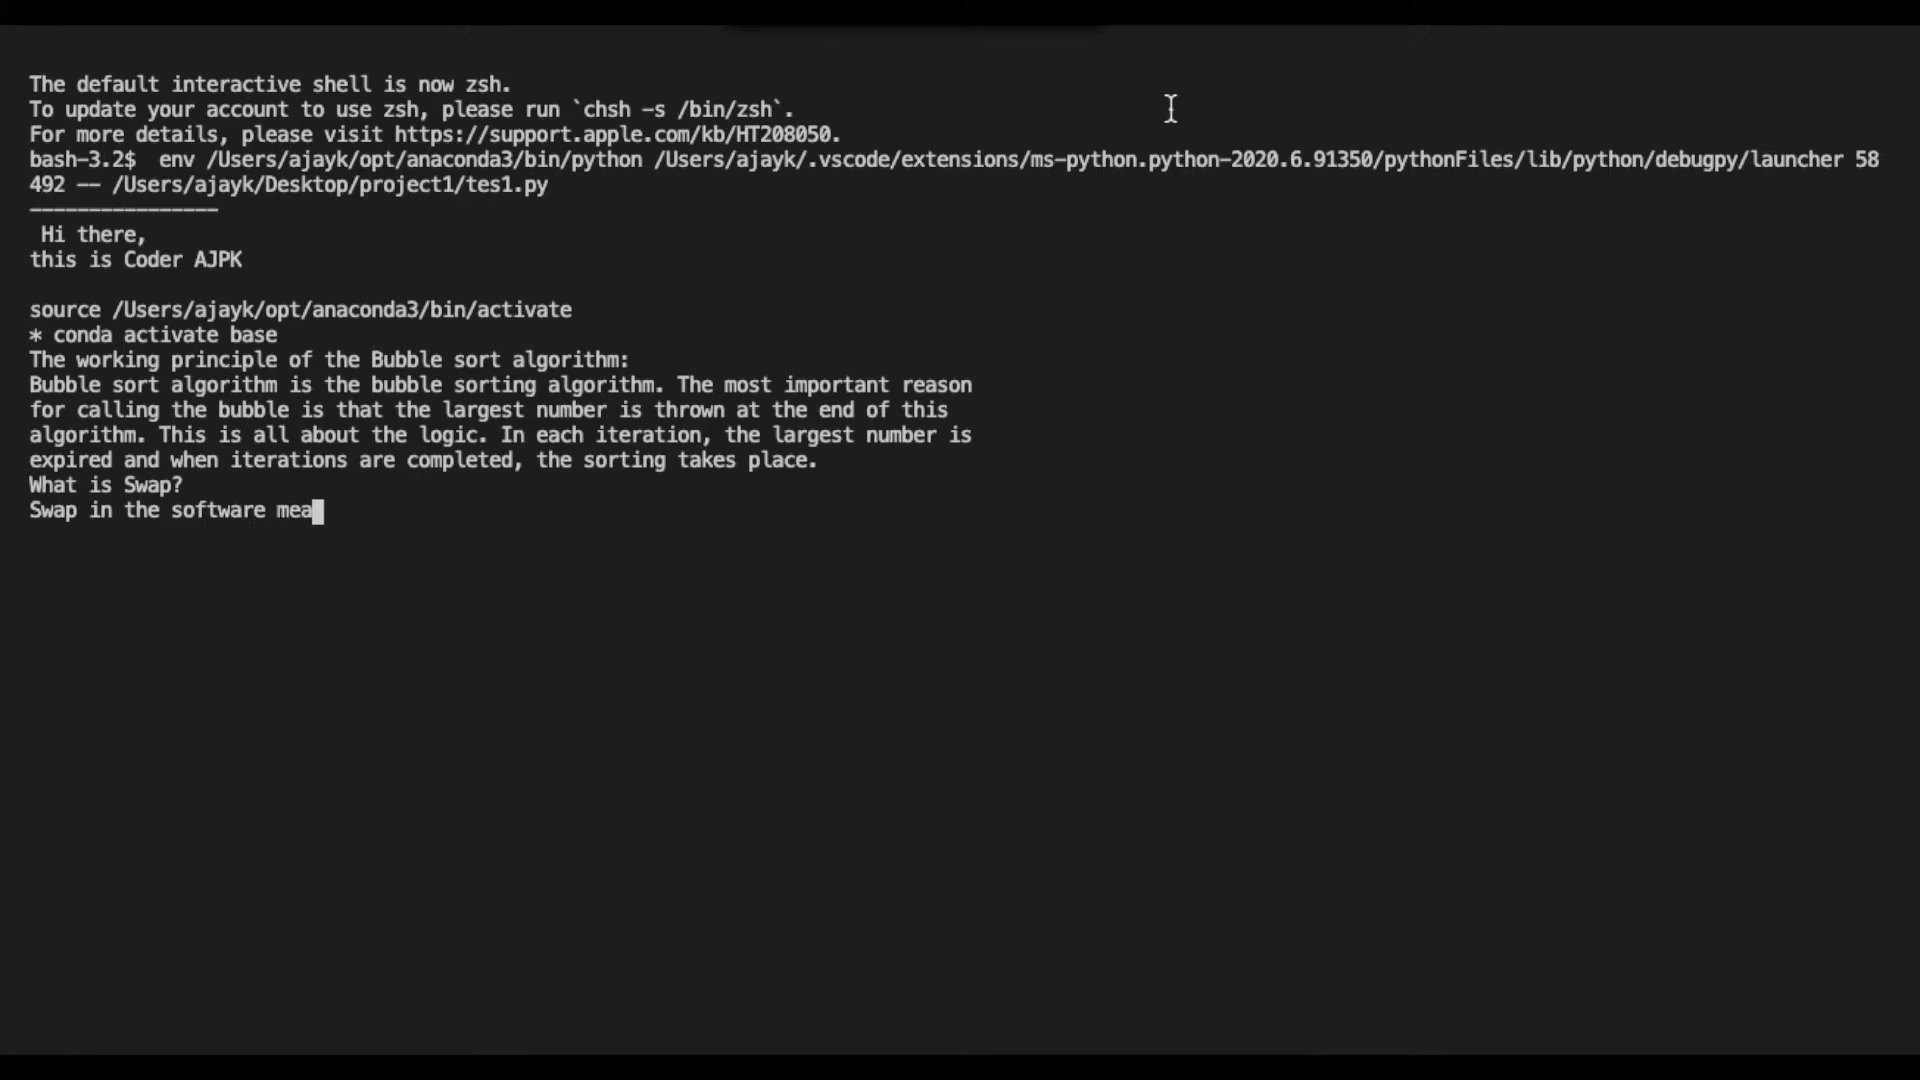 The default interactive shell is now zsh.
To update your account to use zsh, please run `chsh -s /bin/zsh`.
For more details, please visit https://support.apple.com/kb/HT208050.
bash-3.2$  env /Users/ajayk/opt/anaconda3/bin/python /Users/ajayk/.vscode/extensions/ms-python.python-2020.6.91350/pythonFiles/lib/python/debugpy/launcher 58
492 -- /Users/ajayk/Desktop/project1/tes1.py
----------------
 Hi there,
this is Coder AJPK
source /Users/ajayk/opt/anaconda3/bin/activate
* conda activate base
The working principle of the Bubble sort algorithm:
Bubble sort algorithm is the bubble sorting algorithm. The most important reason
for calling the bubble is that the largest number is thrown at the end of this
algorithm. This is all about the logic. In each iteration, the largest number is
expired and when iterations are completed, the sorting takes place.
What is Swap?
Swap in the software mea